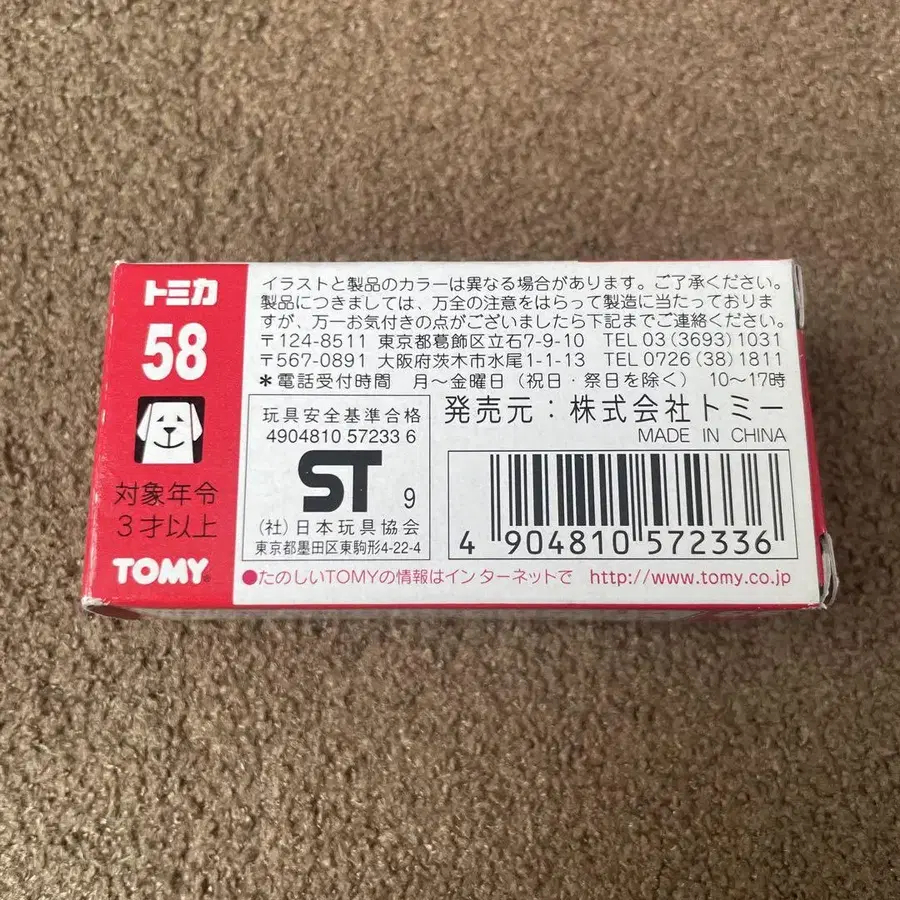 トミカ
58
対象年令
3才以上
TOMY
イラストと製品のカラーは異なる場合があります。ご了承ください。
製品につきましては、万全の注意をはらって製造に当たっておりま
すが、万一お気付きの点がございましたら下記までご連絡ください。
〒124-8511 東京都葛飾区立石7-9-10 TEL 03(3693)1031
〒567-0891 大阪府茨木市水尾1-1-13 TEL 0726(38)1811
*電話受付時間 月〜金曜日(祝日・祭日を除く) 10〜17時
玩具安全基準合格
4904810 57233 6
ST 9
(社)日本玩具協会
東京都墨田区東駒形4-22-4
発売元:株式会社トミー
MADE IN CHINA
4 904810 572336
●たのしいTOMYの情報はインターネットで http://www.tomy.co.jp